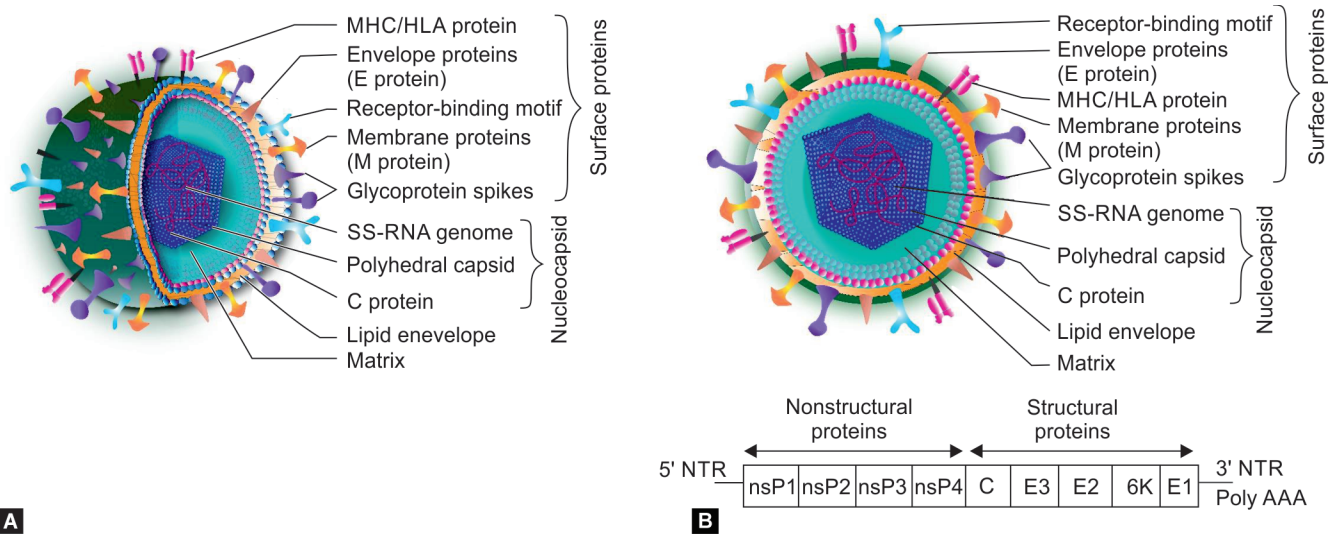 MHC/HLA protein
Envelope proteins
(E protein)
Receptor-binding motif
Membrane proteins
(M protein)
Glycoprotein spikes
Surface proteins
SS-RNA genome
Polyhedral capsid
C protein
Nucleocapsid
Lipid enevelope
Matrix
A
Receptor-binding motif
Envelope proteins
(E protein)
MHC/HLA protein
Membrane proteins
(M protein)
Glycoprotein spikes
Surface proteins
SS-RNA genome
Polyhedral capsid
C protein
Nucleocapsid
Lipid envelope
Matrix
Nonstructural
proteins
Structural
proteins
5' NTR
nsP1 nsP2 nsP3 nsP4 C E3 E2 6K E1
3' NTR
Poly AAA
B